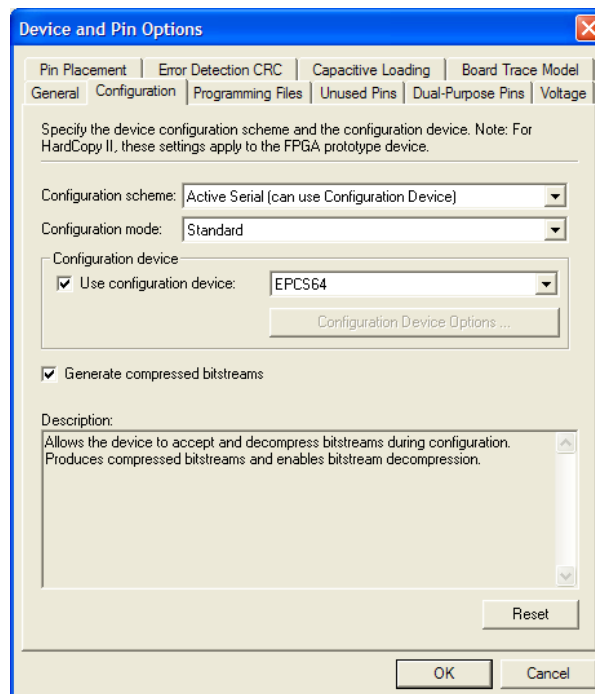 Device and Pin Options
Pin Placement Error Detection CRC Capacitive Loading Board Trace Model
General Configuration Programming Files Unused Pins Dual-Purpose Pins Voltage
Specify the device configuration scheme and the configuration device. Note: For
HardCopy II, these settings apply to the FPGA prototype device.
Configuration scheme: Active Serial (can use Configuration Device)
Configuration mode: Standard
Configuration device
Use configuration device: EPCS64
Configuration Device Options ...
Generate compressed bitstreams
Description:
Allows the device to accept and decompress bitstreams during configuration.
Produces compressed bitstreams and enables bitstream decompression.
Reset
OK Cancel